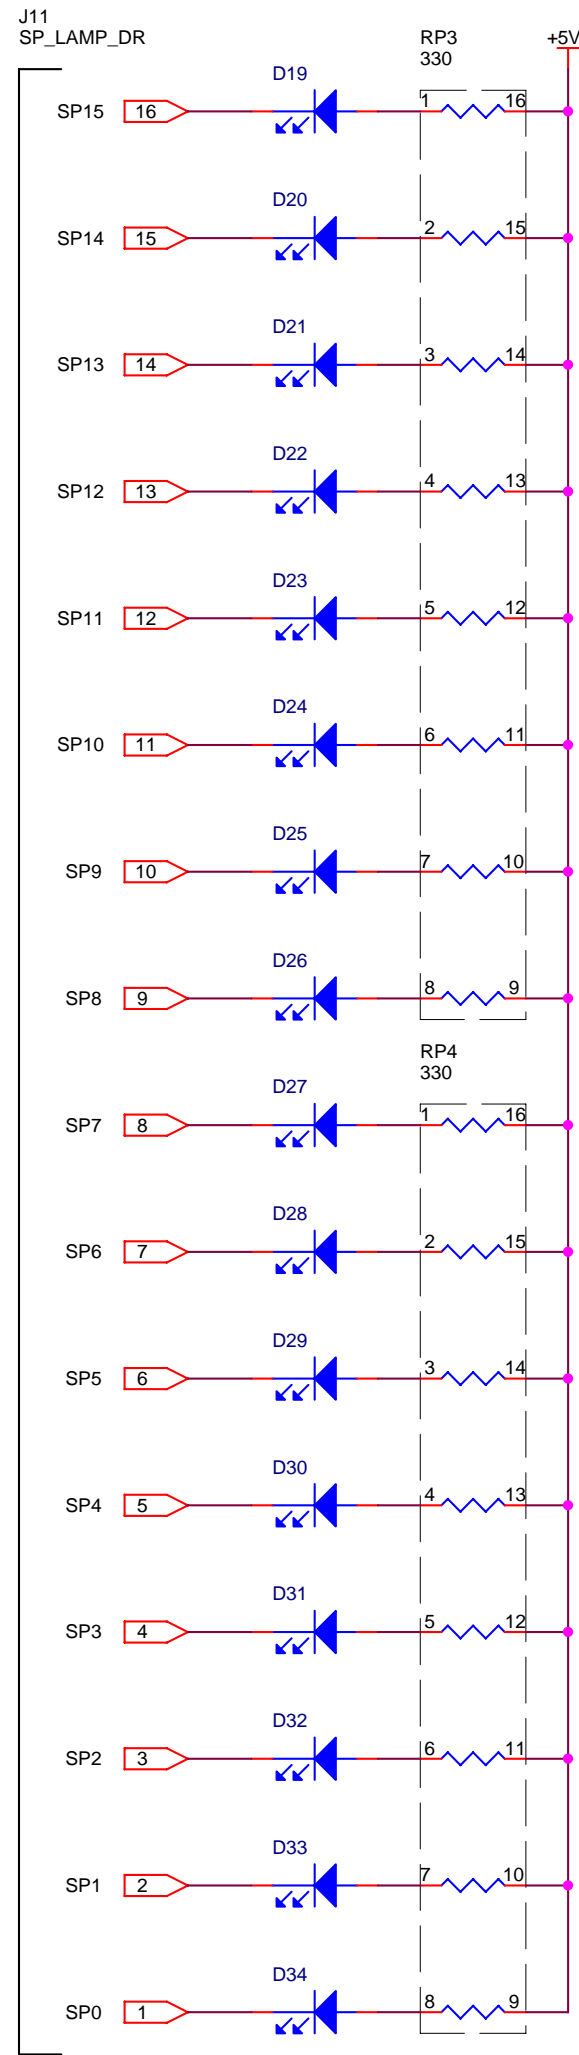 J11
SP_LAMP_DR
RP3
330
+5V
D19
SP15 16 1 16
D20
SP14 15 2 15
D21
SP13 14 3 14
D22
SP12 13 4 13
D23
SP11 12 5 12
D24
SP10 11 6 11
D25
SP9 10 7 10
D26
SP8 9 8 9
RP4
330
D27
SP7 8 1 16
D28
SP6 7 2 15
D29
SP5 6 3 14
D30
SP4 5 4 13
D31
SP3 4 5 12
D32
SP2 3 6 11
D33
SP1 2 7 10
D34
SP0 1 8 9